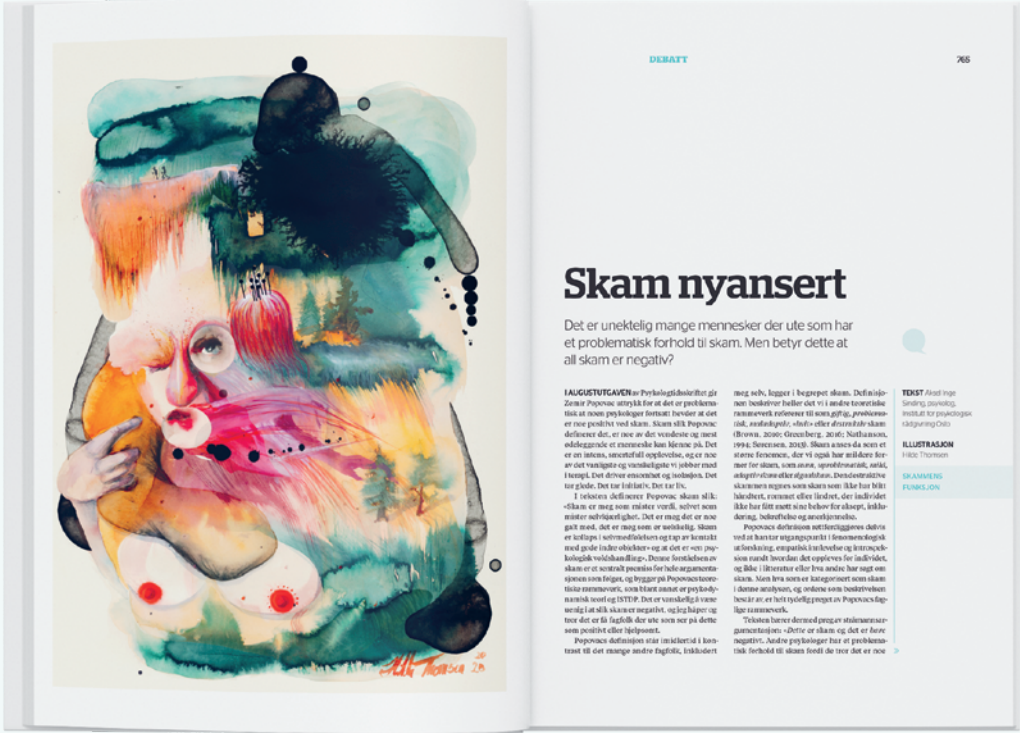 DEBATT
765
Skam nyansert
Det er unektelig mange mennesker der ute som har
et problematisk forhold til skam. Men betyr dette at
all skam er negativ?
I AUGUSTUTGAVEN av Psykologtidsskriftet gir
Zemir Popovac uttrykk for at det er problema-
tisk at noen psykologer fortsatt hevder at det
er noe positivt ved skam. Skam slik Popovac
definerer det, er noe av det vondeste og mest
ødeleggende et menneske kan kjenne på. Det
er en intens, smertefull opplevelse, og er noe
av det vanligste og vanskeligste vi jobber med
i terapi. Det driver ensomhet og isolasjon. Det
tar glede. Det tar initiativ. Det tar liv.
I teksten definerer Popovac skam slik:
«Skam er meg som mister verdi, selvet som
mister selvkjærlighet. Det er meg det er noe
galt med, det er meg som er uelskelig. Skam
er kollaps i selvmedfølelsen og tap av kontakt
med gode indre objekter» og at det er «en psy-
kologisk voldshandling». Denne forståelsen av
skam er et sentralt premiss for hele argumenta-
sjonen som følger, og bygger på Popovacs teore-
tiske rammeverk, som blant annet er psykody-
namisk teori og ISTDP. Det er vanskelig å være
uenig i at slik skam er negativt, og jeg håper og
tror det er få fagfolk der ute som ser på dette
som positivt eller hjelpsomt.
Popovacs definisjon står imidlertid i kon-
trast til det mange andre fagfolk, inkludert
meg selv, legger i begrepet skam. Definisjo-
nen beskriver heller det vi i andre teoretiske
rammeverk refererer til som giftig, problema-
tisk, maladaptiv, «hvit» eller destruktiv skam
(Brown, 2010; Greenberg, 2016; Nathanson,
1994; Sørensen, 2013). Skam anses da som et
større fenomen, der vi også har mildere for-
mer for skam, som sunn, uproblematisk, mild,
adaptiv skam eller signalskam. Den destruktive
skammen regnes som skam som ikke har blitt
håndtert, rommet eller lindret, der individet
ikke har fått møtt sine behov for aksept, inklu-
dering, bekreftelse og anerkjennelse.
Popovacs definisjon rettferdiggjøres delvis
ved at han tar utgangspunkt i fenomenologisk
utforskning, empatisk innlevelse og introspek-
sjon rundt hvordan det oppleves for individet,
og ikke i litteratur eller hva andre har sagt om
skam. Men hva som er kategorisert som skam
i denne analysen, og ordene som beskrivelsen
består av, er helt tydelig preget av Popovacs fag-
lige rammeverk.
Teksten bærer dermed preg av stråmannsar-
gumentasjon: «Dette er skam og det er bare
negativt. Andre psykologer har et problema-
tisk forhold til skam fordi de tror det er noe
TEKST Aksel Inge
Sinding, psykolog,
Institutt for psykologisk
rådgivning Oslo
ILLUSTRASJON
Hilde Thomsen
SKAMMENS
FUNKSJON
Thomsen